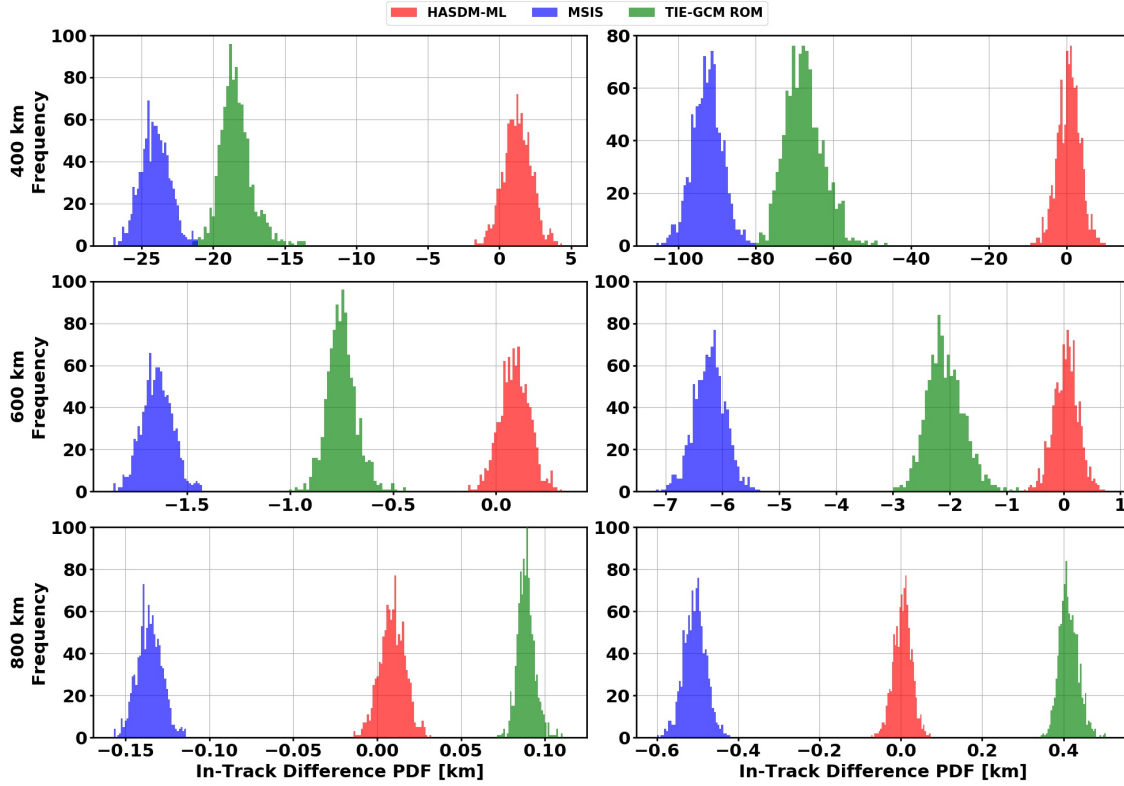 HASDM-ML MSIS TIE-GCM ROM
400 km
Frequency
100
80
60
40
20
0
−25 −20 −15 −10 −5 0 5
80
60
40
20
0
−100 −80 −60 −40 −20 0
600 km
Frequency
100
80
60
40
20
0
−1.5 −1.0 −0.5 0.0
100
80
60
40
20
0
−7 −6 −5 −4 −3 −2 −1 0 1
800 km
Frequency
100
80
60
40
20
0
−0.15 −0.10 −0.05 0.00 0.05 0.10
In-Track Difference PDF [km]
100
80
60
40
20
0
−0.6 −0.4 −0.2 0.0 0.2 0.4
In-Track Difference PDF [km]